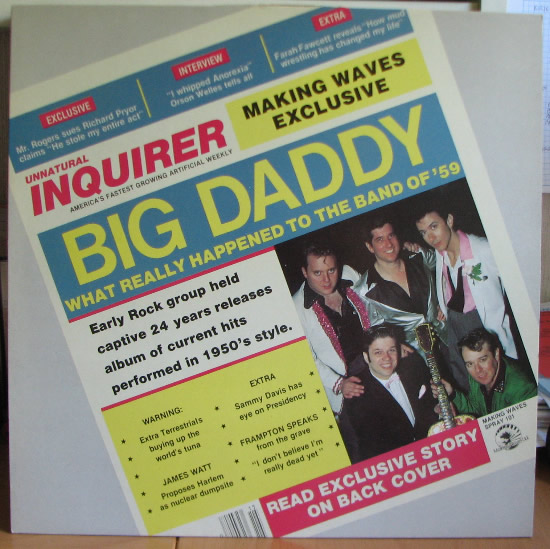 EXCLUSIVE
Mr. Rogers sues Richard Pryor
claims "He stole my entire act"
INTERVIEW
"I whipped Anorexia"
Orson Welles tells all
EXTRA
Farah Fawcett reveals "How mud
wrestling has changed my life"
UNNATURAL
INQUIRER
AMERICA'S FASTEST GROWING ARTIFICIAL WEEKLY
MAKING WAVES
EXCLUSIVE
BIG DADDY
WHAT REALLY HAPPENED TO THE BAND OF '59
Early Rock group held
captive 24 years releases
album of current hits
performed in 1950's style.
WARNING:
Extra Terrestrials
buying up the
world's tuna
JAMES WATT
Proposes Harlem
as nuclear dumpsite
EXTRA
Sammy Davis has
eye on Presidency
FRAMPTON SPEAKS
from the grave
"I don't believe I'm
really dead yet"
MAKING WAVES
SPRAY 101
READ EXCLUSIVE STORY
ON BACK COVER